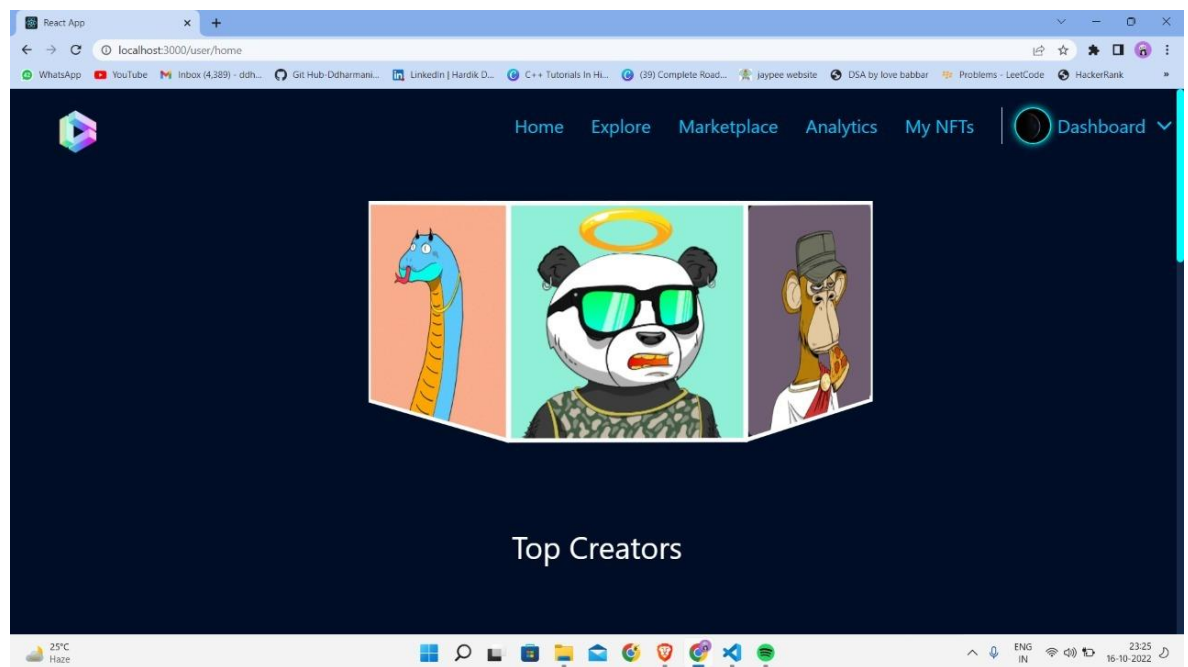 React App
localhost:3000/user/home
WhatsApp YouTube Inbox (4,389) - ddh... Git Hub-Ddharmani... LinkedIn | Hardik D... C++ Tutorials In Hi... (39) Complete Road... jaypee website DSA by love babbar Problems - LeetCode HackerRank »
Home Explore Marketplace Analytics My NFTs Dashboard
Top Creators
25°C
Haze
ENG
IN
23:25
16-10-2022